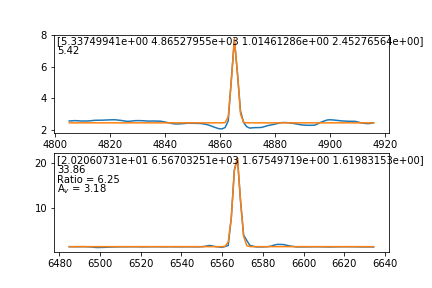 [5.33749941e+00 4.86527955e+03 1.01461286e+00 2.45276564e+00]
5.42
8
6
4
2
4800 4820 4840 4860 4880 4900 4920
[2.02060731e+01 6.56703251e+03 1.67549719e+00 1.61983153e+00]
33.86
Ratio = 6.25
Av = 3.18
20
10
6480 6500 6520 6540 6560 6580 6600 6620 6640